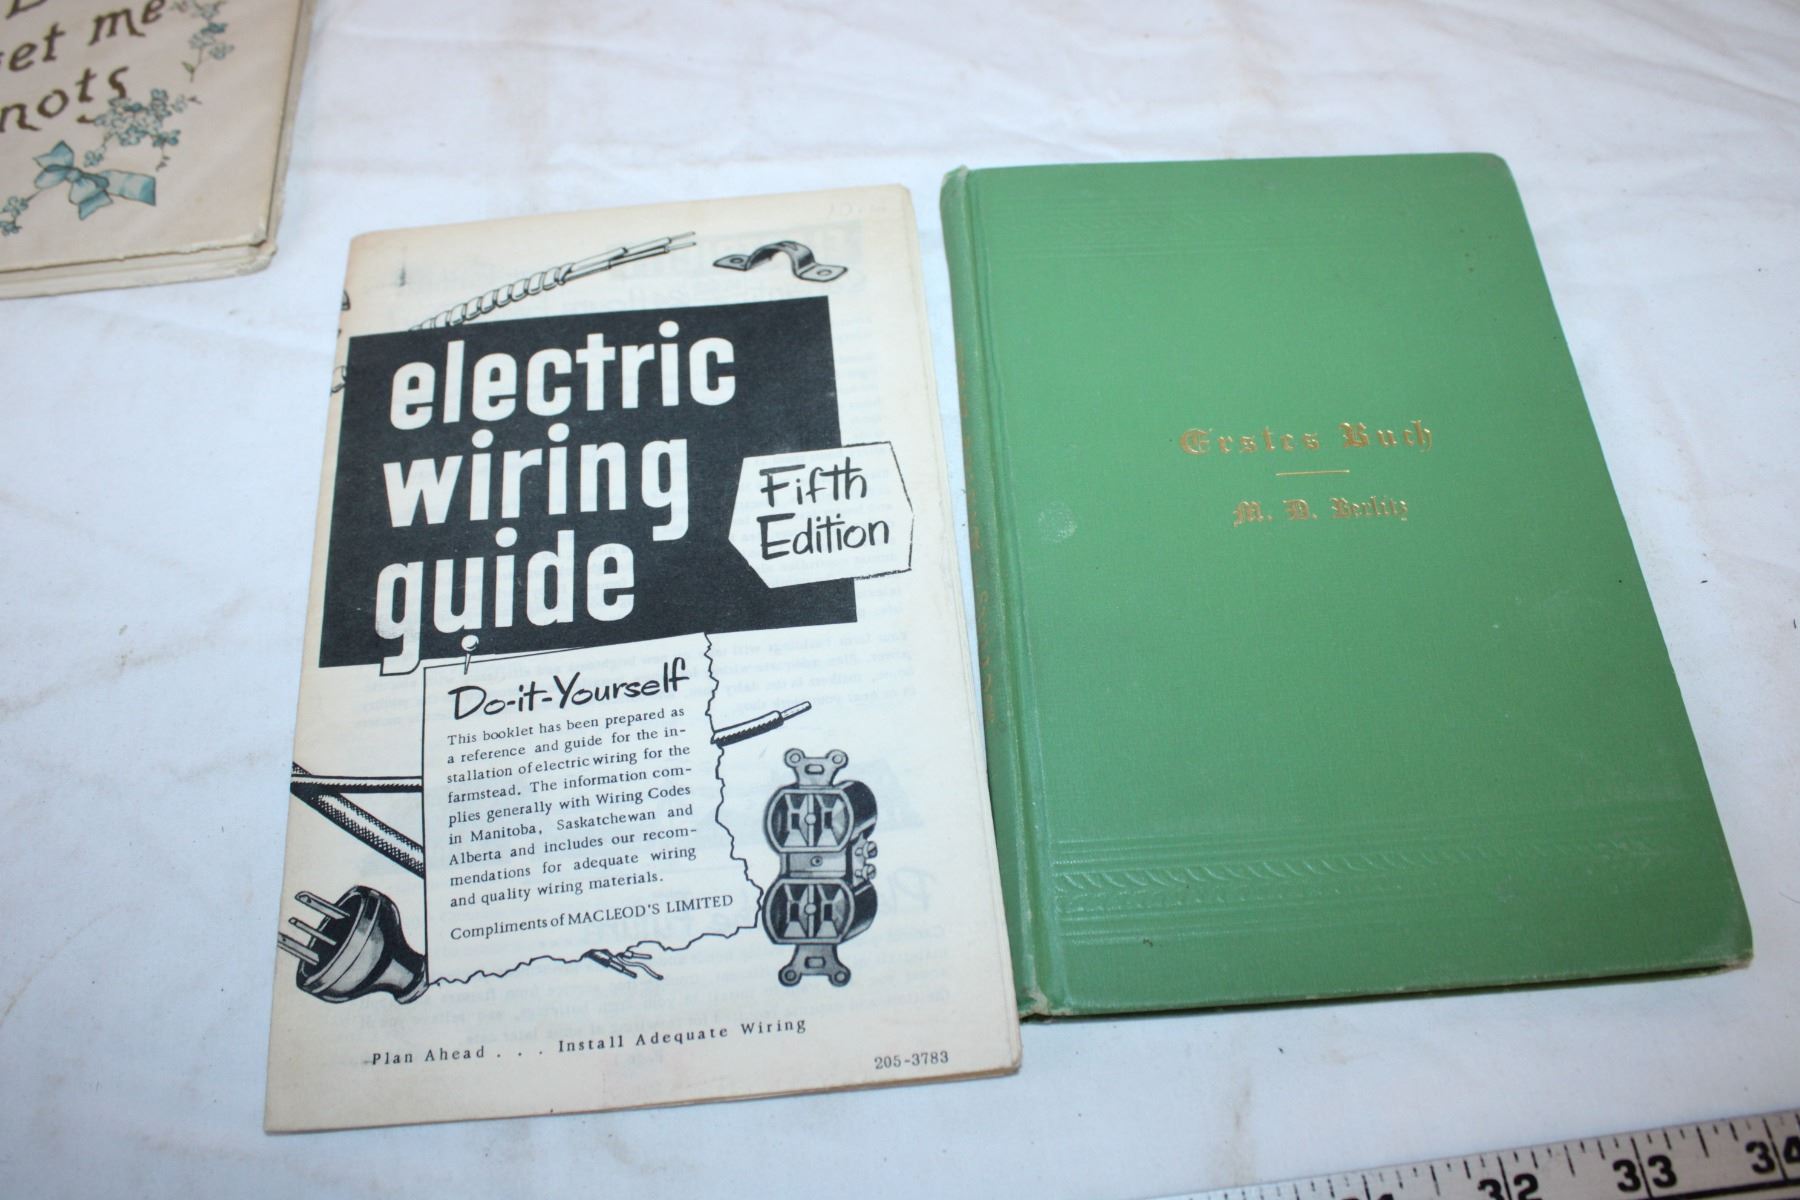 et me
nots
electric
wiring
guide
Fifth
Edition
Do-it-Yourself
This booklet has been prepared as
a reference and guide for the in-
stallation of electric wiring for the
farmstead. The information com-
plies generally with Wiring Codes
in Manitoba, Saskatchewan and
Alberta and includes our recom-
mendations for adequate wiring
and quality wiring materials.
Compliments of MACLEOD'S LIMITED
Plan Ahead . . . Install Adequate Wiring
205-3783
Erstes Buch
M. D. Berlitz
32 33 34